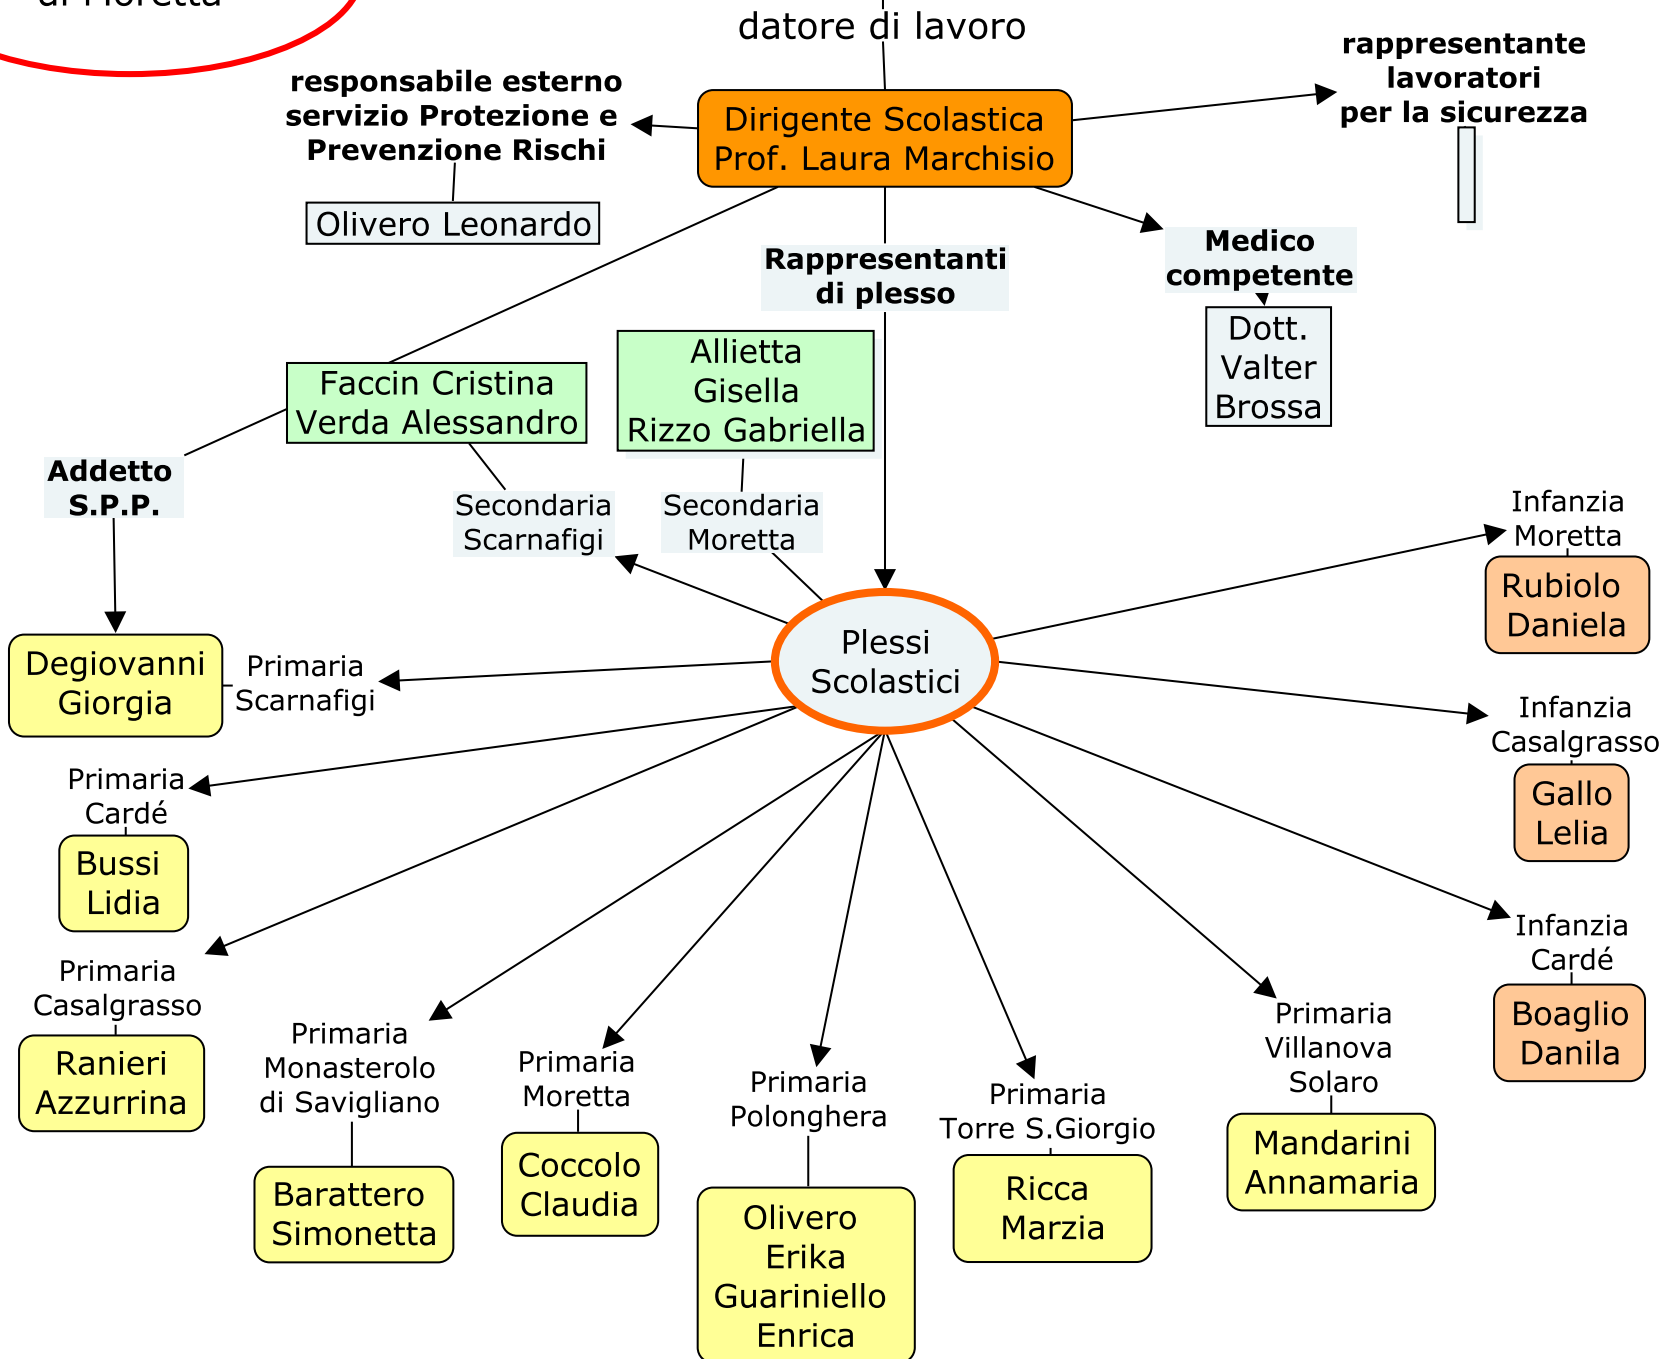 di Moretta
datore di lavoro
rappresentante
lavoratori
per la sicurezza
responsabile esterno
servizio Protezione e
Prevenzione Rischi
Dirigente Scolastica
Prof. Laura Marchisio
Olivero Leonardo
Rappresentanti
di plesso
Medico
competente
Dott.
Valter
Brossa
Faccin Cristina
Verda Alessandro
Allietta
Gisella
Rizzo Gabriella
Addetto
S.P.P.
Secondaria
Scarnafigi
Secondaria
Moretta
Infanzia
Moretta
Rubiolo
Daniela
Plessi
Scolastici
Degiovanni
Giorgia
Primaria
Scarnafigi
Infanzia
Casalgrasso
Gallo
Lelia
Primaria
Cardé
Bussi
Lidia
Infanzia
Cardé
Boaglio
Danila
Primaria
Casalgrasso
Ranieri
Azzurrina
Primaria
Monasterolo
di Savigliano
Barattero
Simonetta
Primaria
Moretta
Coccolo
Claudia
Primaria
Polonghera
Olivero
Erika
Guariniello
Enrica
Primaria
Torre S.Giorgio
Ricca
Marzia
Primaria
Villanova
Solaro
Mandarini
Annamaria